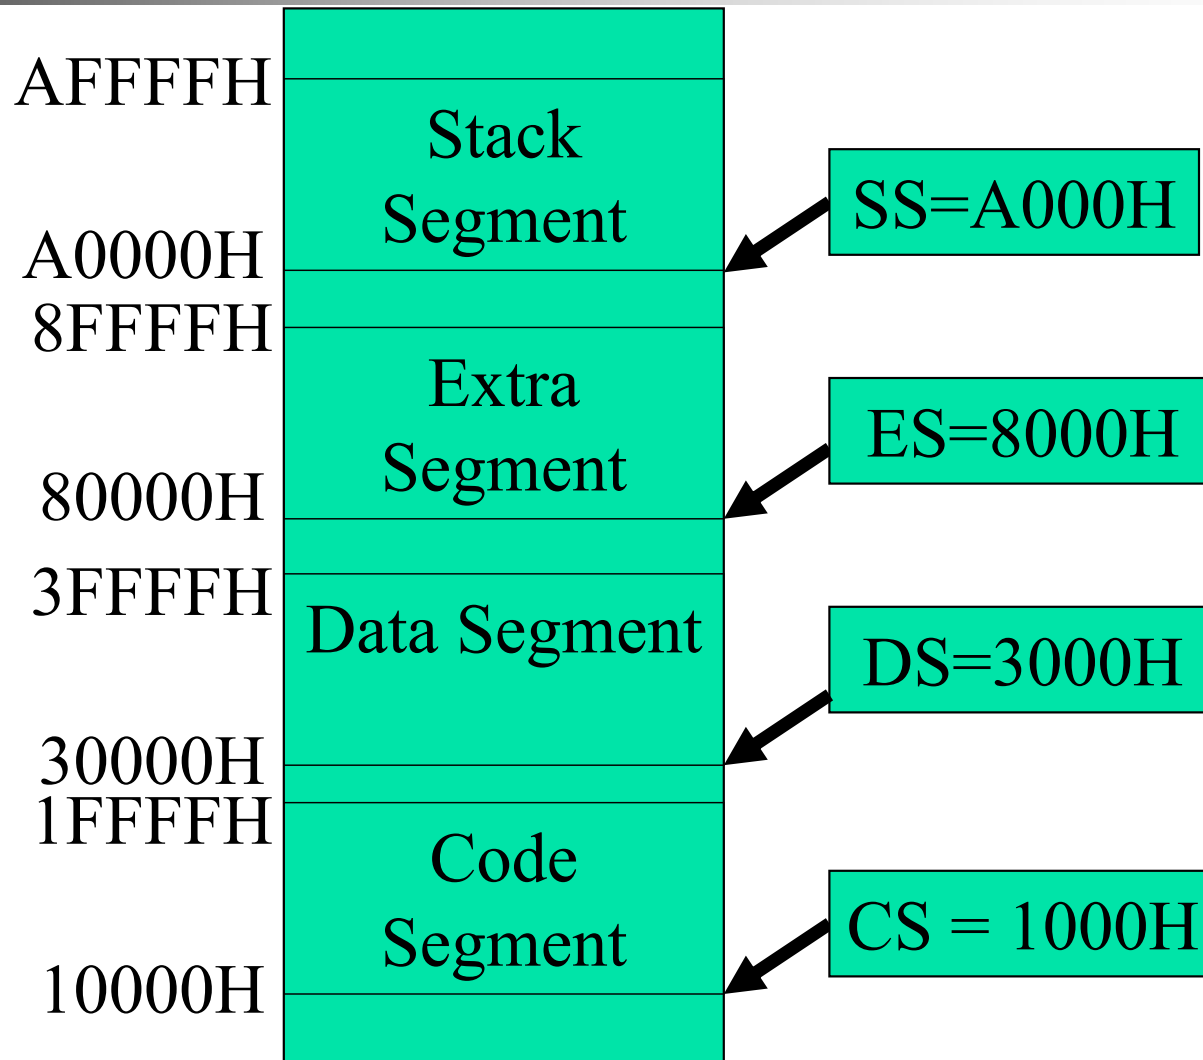 AFFFFH
Stack
Segment
SS=A000H
A0000H
8FFFFH
Extra
Segment
ES=8000H
80000H
3FFFFH
Data Segment
DS=3000H
30000H
1FFFFH
Code
Segment
CS = 1000H
10000H